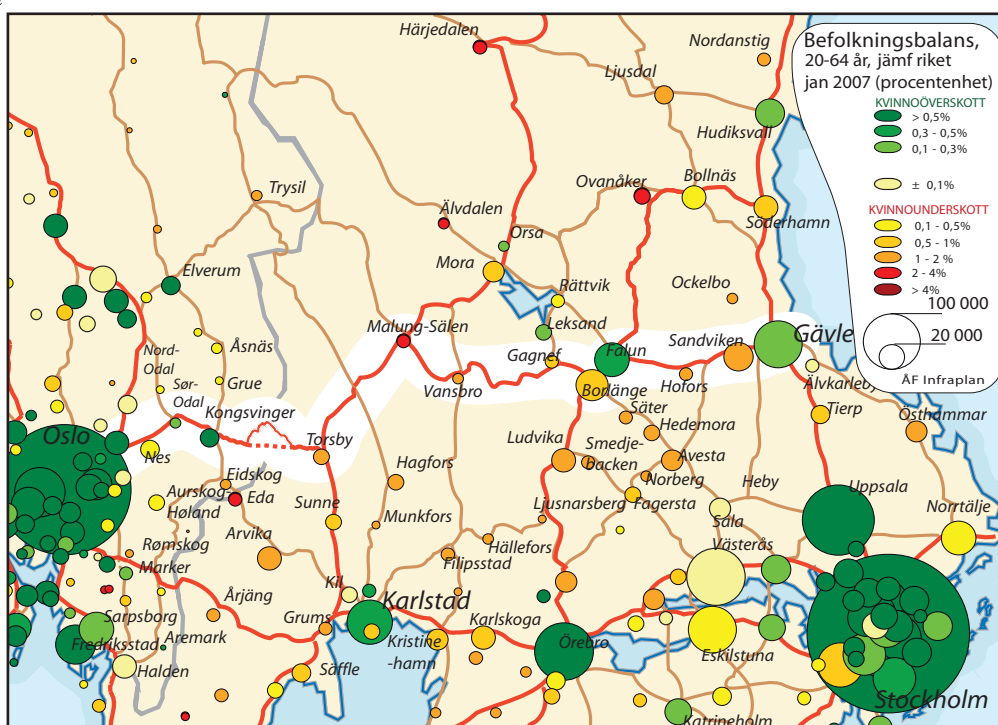 Befolkningsbalans,
20-64 år, jämf riket
jan 2007 (procentenhet)
KVINNOÖVERSKOTT
> 0,5%
0,3 - 0,5%
0,1 - 0,3%
± 0,1%
KVINNOUNDERSKOTT
0,1 - 0,5%
0,5 - 1%
1 - 2 %
2 - 4%
> 4%
100 000
20 000
ÅF Infraplan
Härjedalen
Nordanstig
Ljusdal
Hudiksvall
Trysil
Ovanåker
Bollnäs
Älvdalen
Söderhamn
Orsa
Mora
Elverum
Rättvik
Ockelbo
Malung-Sälen
Leksand
Gävle
Sandviken
Åsnäs
Nord-
Odal
Gagnef
Falun
Grue
Sør-
Odal
Vansbro
Borlänge
Hofors
Älvkarleby
Kongsvinger
Säter
Tierp
Östhammar
Oslo
Torsby
Ludvika
Hedemora
Nes
Smedje-
backen
Avesta
Hagfors
Eidskog
Norberg
Heby
Uppsala
Aurskog-
Høland
Eda
Sunne
Ljusnarsberg
Fagersta
Norrtälje
Munkfors
Arvika
Sala
Rømskog
Hällefors
Västerås
Marker
Filipsstad
Kil
Årjäng
Karlstad
Sarpsborg
Grums
Karlskoga
Aremark
Fredriksstad
Kristine
-hamn
Örebro
Eskilstuna
Halden
Säffle
Stockholm
Katrineholm